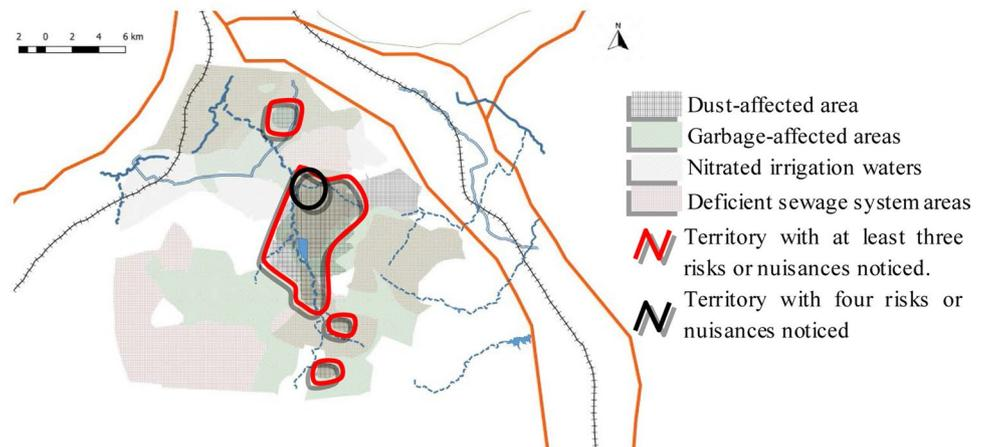 N
2 0 2 4 6 km
Dust-affected area
Garbage-affected areas
Nitrated irrigation waters
Deficient sewage system areas
Territory with at least three
risks or nuisances noticed.
Territory with four risks or
nuisances noticed